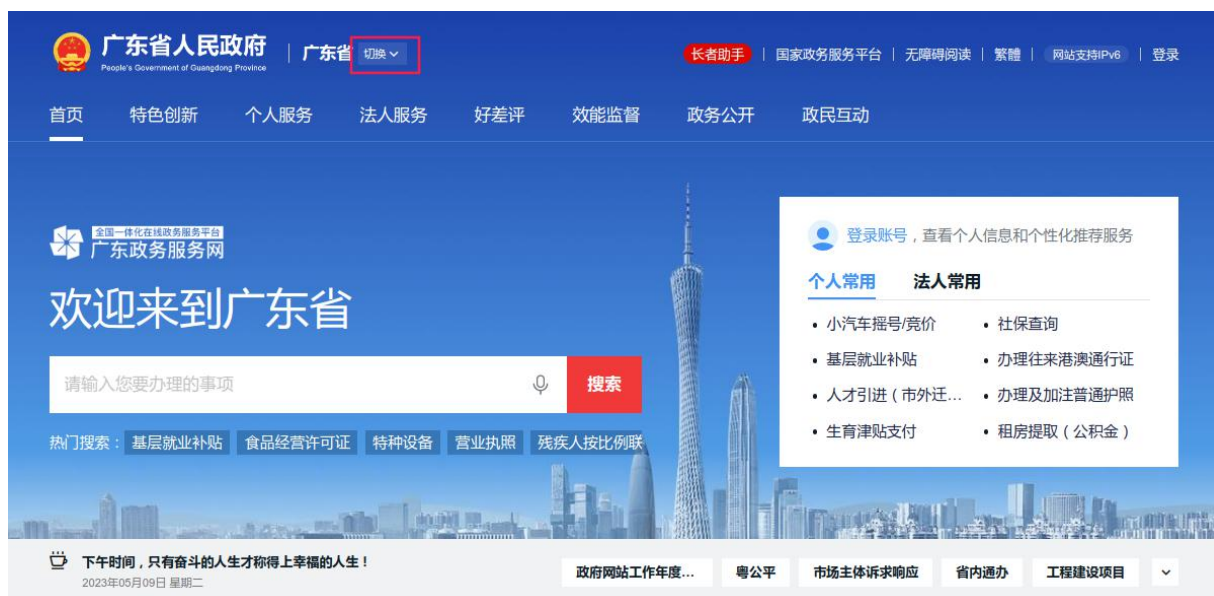 广东省人民政府
People's Government of Guangdong Province
广东省 切换
长者助手 国家政务服务平台 无障碍阅读 繁體 网站支持IPv6 登录
首页 特色创新 个人服务 法人服务 好差评 效能监督 政务公开 政民互动
全国一体化在线政务服务平台
广东政务服务网
欢迎来到广东省
请输入您要办理的事项 搜索
热门搜索： 基层就业补贴 食品经营许可证 特种设备 营业执照 残疾人按比例联
登录账号，查看个人信息和个性化推荐服务
个人常用 法人常用
• 小汽车摇号/竞价 • 社保查询
• 基层就业补贴 • 办理往来港澳通行证
• 人才引进（市外迁... • 办理及加注普通护照
• 生育津贴支付 • 租房提取（公积金）
下午时间，只有奋斗的人生才称得上幸福的人生！
2023年05月09日 星期二
政府网站工作年度... 粤公平 市场主体诉求响应 省内通办 工程建设项目